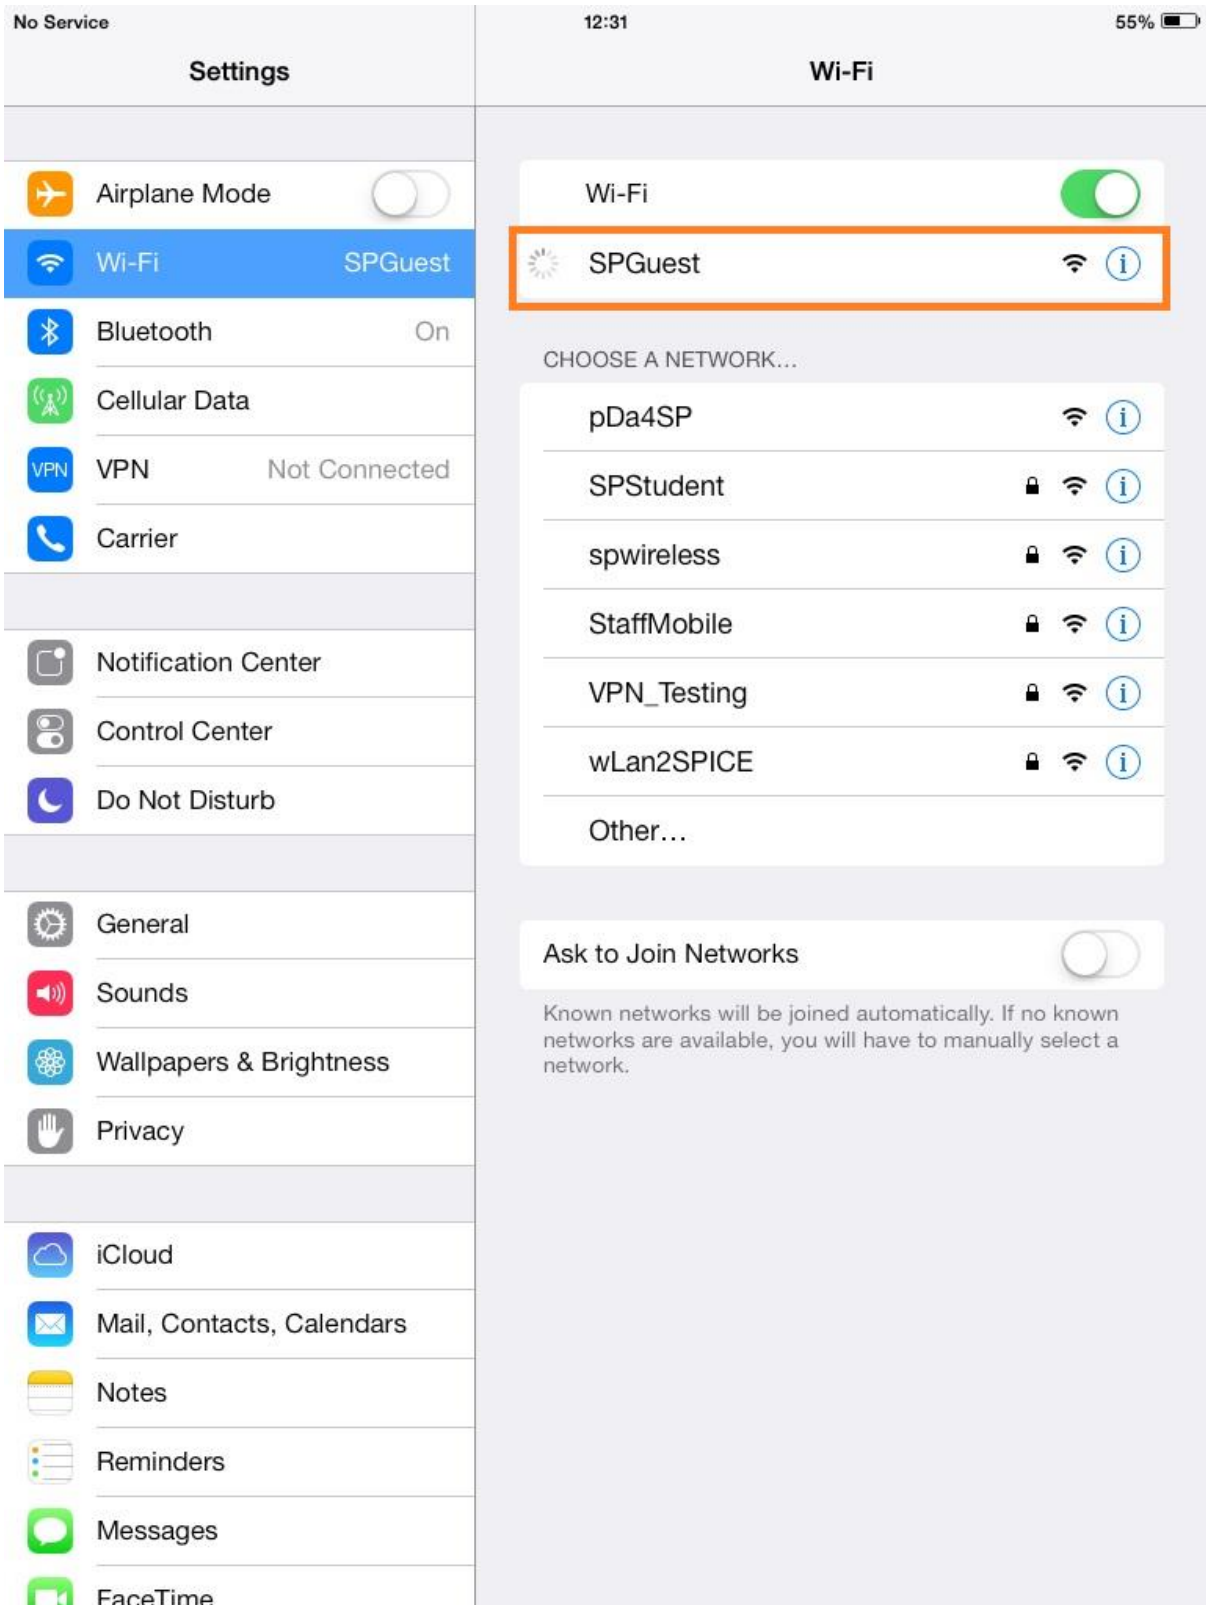 No Service 12:31 55%
Settings
Airplane Mode
Wi-Fi SPGuest
Bluetooth On
Cellular Data
VPN VPN Not Connected
Carrier
Notification Center
Control Center
Do Not Disturb
General
Sounds
Wallpapers & Brightness
Privacy
iCloud
Mail, Contacts, Calendars
Notes
Reminders
Messages
FaceTime
Wi-Fi
Wi-Fi
SPGuest
CHOOSE A NETWORK...
pDa4SP
SPStudent
spwireless
StaffMobile
VPN_Testing
wLan2SPICE
Other...
Ask to Join Networks
Known networks will be joined automatically. If no known
networks are available, you will have to manually select a
network.